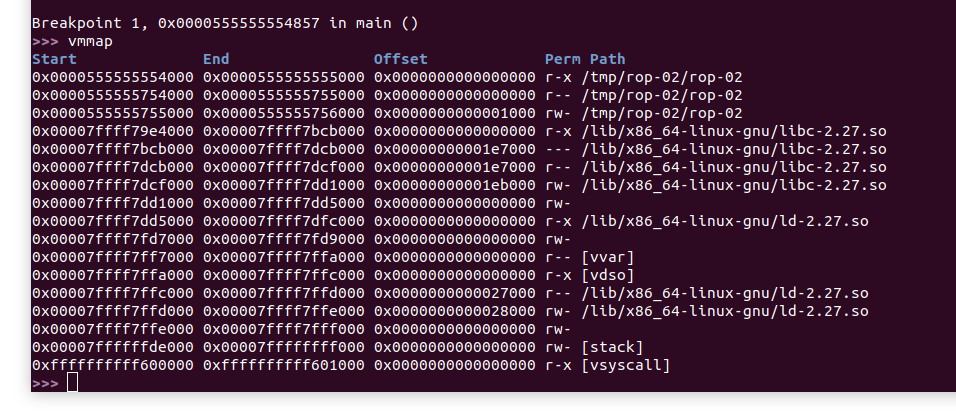 Breakpoint 1, 0x0000555555554857 in main ()
>>> vmmap
Start End Offset Perm Path
0x0000555555554000 0x0000555555555000 0x0000000000000000 r-x /tmp/rop-02/rop-02
0x0000555555754000 0x0000555555755000 0x0000000000000000 r-- /tmp/rop-02/rop-02
0x0000555555755000 0x0000555555756000 0x0000000000001000 rw- /tmp/rop-02/rop-02
0x00007ffff79e4000 0x00007ffff7bcb000 0x0000000000000000 r-x /lib/x86_64-linux-gnu/libc-2.27.so
0x00007ffff7bcb000 0x00007ffff7dcb000 0x00000000001e7000 --- /lib/x86_64-linux-gnu/libc-2.27.so
0x00007ffff7dcb000 0x00007ffff7dcf000 0x00000000001e7000 r-- /lib/x86_64-linux-gnu/libc-2.27.so
0x00007ffff7dcf000 0x00007ffff7dd1000 0x00000000001eb000 rw- /lib/x86_64-linux-gnu/libc-2.27.so
0x00007ffff7dd1000 0x00007ffff7dd5000 0x0000000000000000 rw-
0x00007ffff7dd5000 0x00007ffff7dfc000 0x0000000000000000 r-x /lib/x86_64-linux-gnu/ld-2.27.so
0x00007ffff7fd7000 0x00007ffff7fd9000 0x0000000000000000 rw-
0x00007ffff7ff7000 0x00007ffff7ffa000 0x0000000000000000 r-- [vvar]
0x00007ffff7ffa000 0x00007ffff7ffc000 0x0000000000000000 r-x [vdso]
0x00007ffff7ffc000 0x00007ffff7ffd000 0x0000000000027000 r-- /lib/x86_64-linux-gnu/ld-2.27.so
0x00007ffff7ffd000 0x00007ffff7ffe000 0x0000000000028000 rw- /lib/x86_64-linux-gnu/ld-2.27.so
0x00007ffff7ffe000 0x00007ffff7fff000 0x0000000000000000 rw-
0x00007ffffffde000 0x00007ffffffff000 0x0000000000000000 rw- [stack]
0xffffffffff600000 0xffffffffff601000 0x0000000000000000 r-x [vsyscall]
>>>